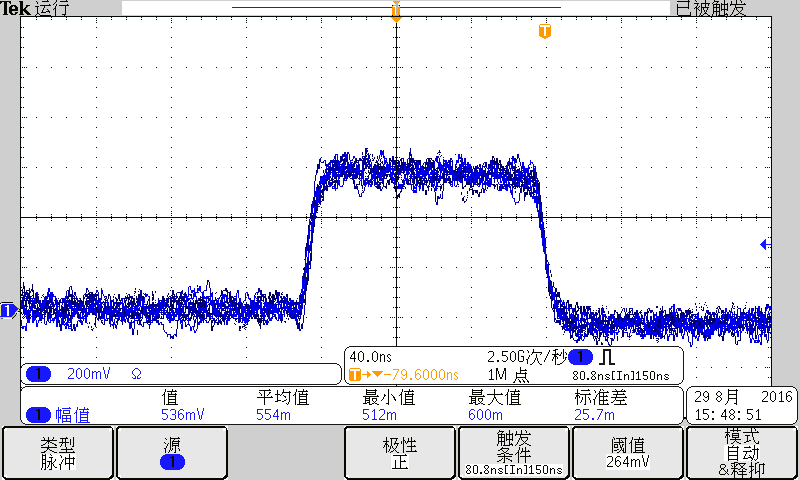 Tek 运行 已被触发
T
T
1
40.0ns 2.50G次/秒 1
1 200mV Ω T→▼−79.6000ns 1M 点 80.8ns[In]150ns
值 平均值 最小值 最大值 标准差 29 8月 2016
1 幅值 536mV 554m 512m 600m 25.7m 15:48:51
类型 源 极性 触发 阈值 模式
脉冲 1 正 条件 264mV 自动
80.8ns[In]150ns &释抑